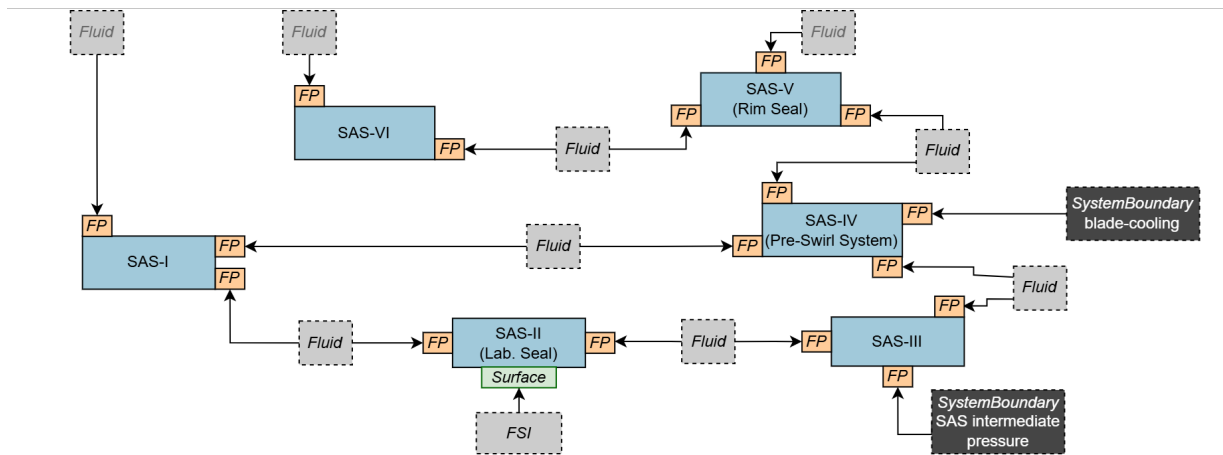 Fluid
Fluid
Fluid
FP
SAS-V
(Rim Seal)
FP
FP
FP
SAS-VI
FP
Fluid
Fluid
FP
SystemBoundary
blade-cooling
FP
SAS-IV
(Pre-Swirl System)
FP
FP
FP
SAS-I
FP
FP
Fluid
Fluid
FP
Fluid
FP
SAS-II
(Lab. Seal)
FP
Surface
FSI
Fluid
FP
SAS-III
FP
SystemBoundary
SAS intermediate
pressure